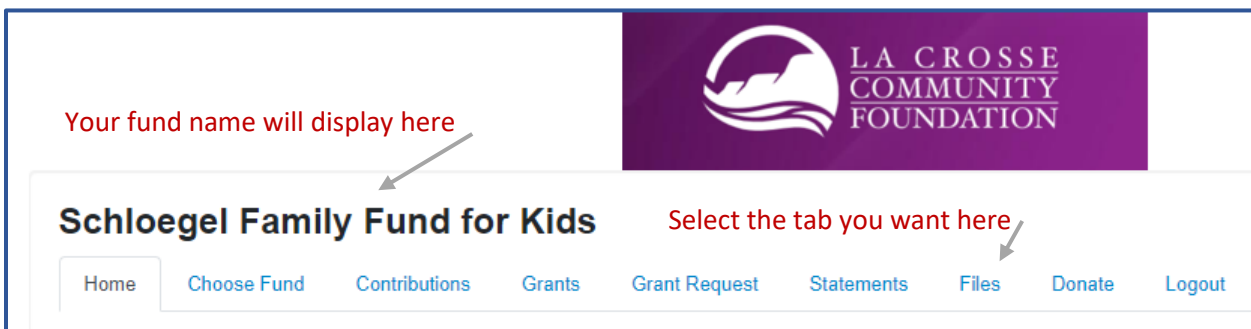 LA CROSSE
COMMUNITY
FOUNDATION
Your fund name will display here
Schloegel Family Fund for Kids
Select the tab you want here
Home Choose Fund Contributions Grants Grant Request Statements Files Donate Logout